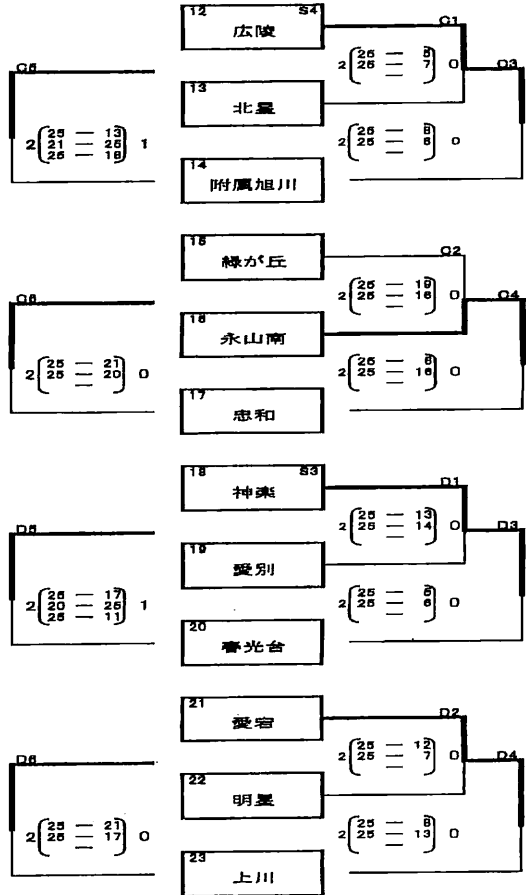 12 S4
広陵
C1
2 25 — 5 0
25 — 7
—
C3
C5
13
北星
2 25 — 13 1
21 — 25
25 — 18
2 25 — 8 0
25 — 6
—
14
附属旭川
15
緑が丘
C2
2 25 — 19 0
25 — 16
—
C4
C6
16
永山南
2 25 — 21 0
25 — 20
—
2 25 — 8 0
25 — 16
—
17
忠和
18 S3
神楽
D1
2 25 — 13 0
25 — 14
—
D3
D5
19
愛別
2 25 — 17 1
20 — 25
25 — 11
2 25 — 5 0
25 — 6
—
20
春光台
21
愛宕
D2
2 25 — 12 0
25 — 7
—
D4
D6
22
明星
2 25 — 21 0
25 — 17
—
2 25 — 8 0
25 — 13
—
23
上川